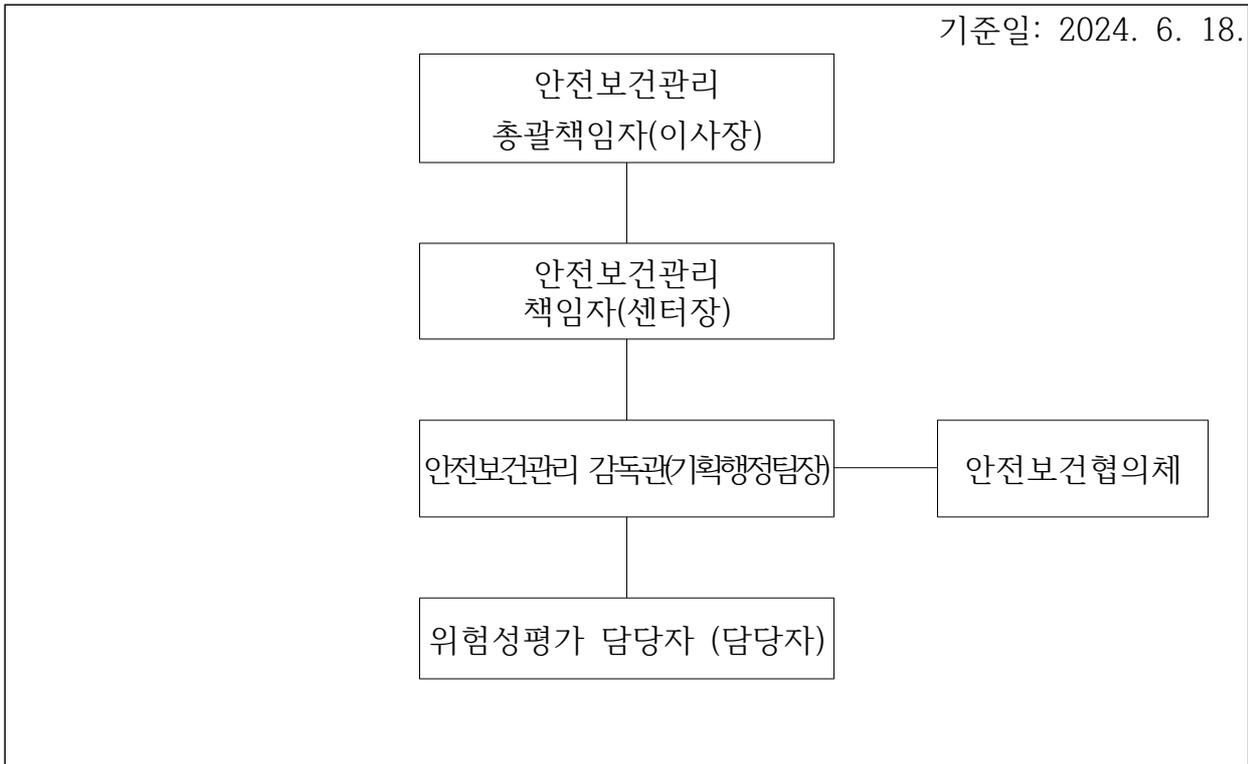 기준일: 2024. 6. 18.
안전보건관리
총괄책임자(이사장)
안전보건관리
책임자(센터장)
안전보건관리 감독관(기획행정팀장)
안전보건협의체
위험성평가 담당자 (담당자)